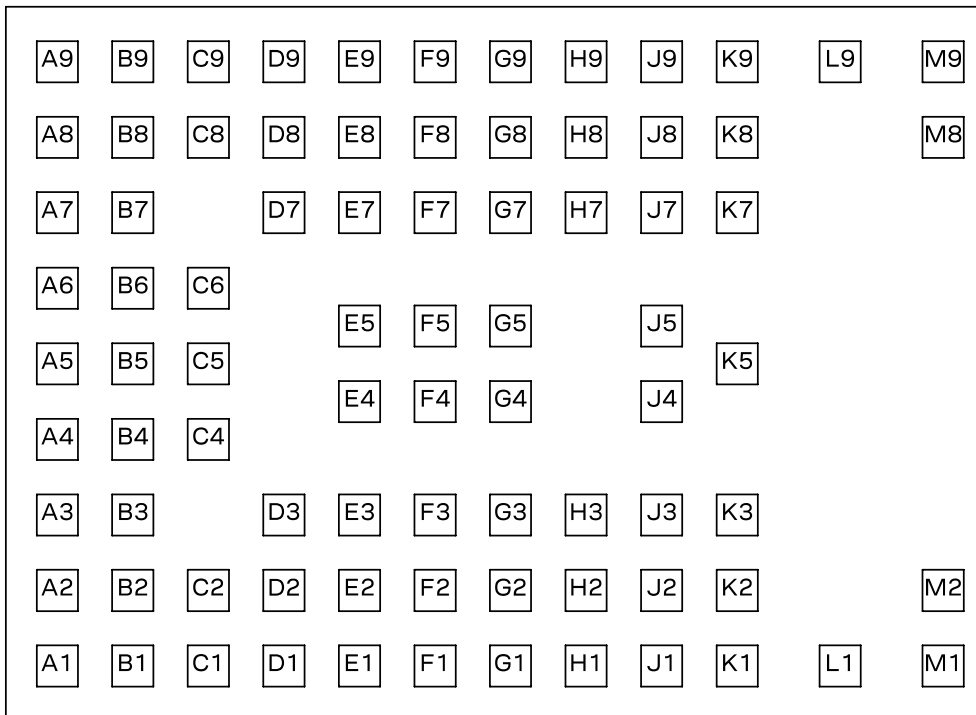 A9 B9 C9 D9 E9 F9 G9 H9 J9 K9 L9 M9
A8 B8 C8 D8 E8 F8 G8 H8 J8 K8 M8
A7 B7 D7 E7 F7 G7 H7 J7 K7
A6 B6 C6
E5 F5 G5 J5
A5 B5 C5 K5
E4 F4 G4 J4
A4 B4 C4
A3 B3 D3 E3 F3 G3 H3 J3 K3
A2 B2 C2 D2 E2 F2 G2 H2 J2 K2 M2
A1 B1 C1 D1 E1 F1 G1 H1 J1 K1 L1 M1